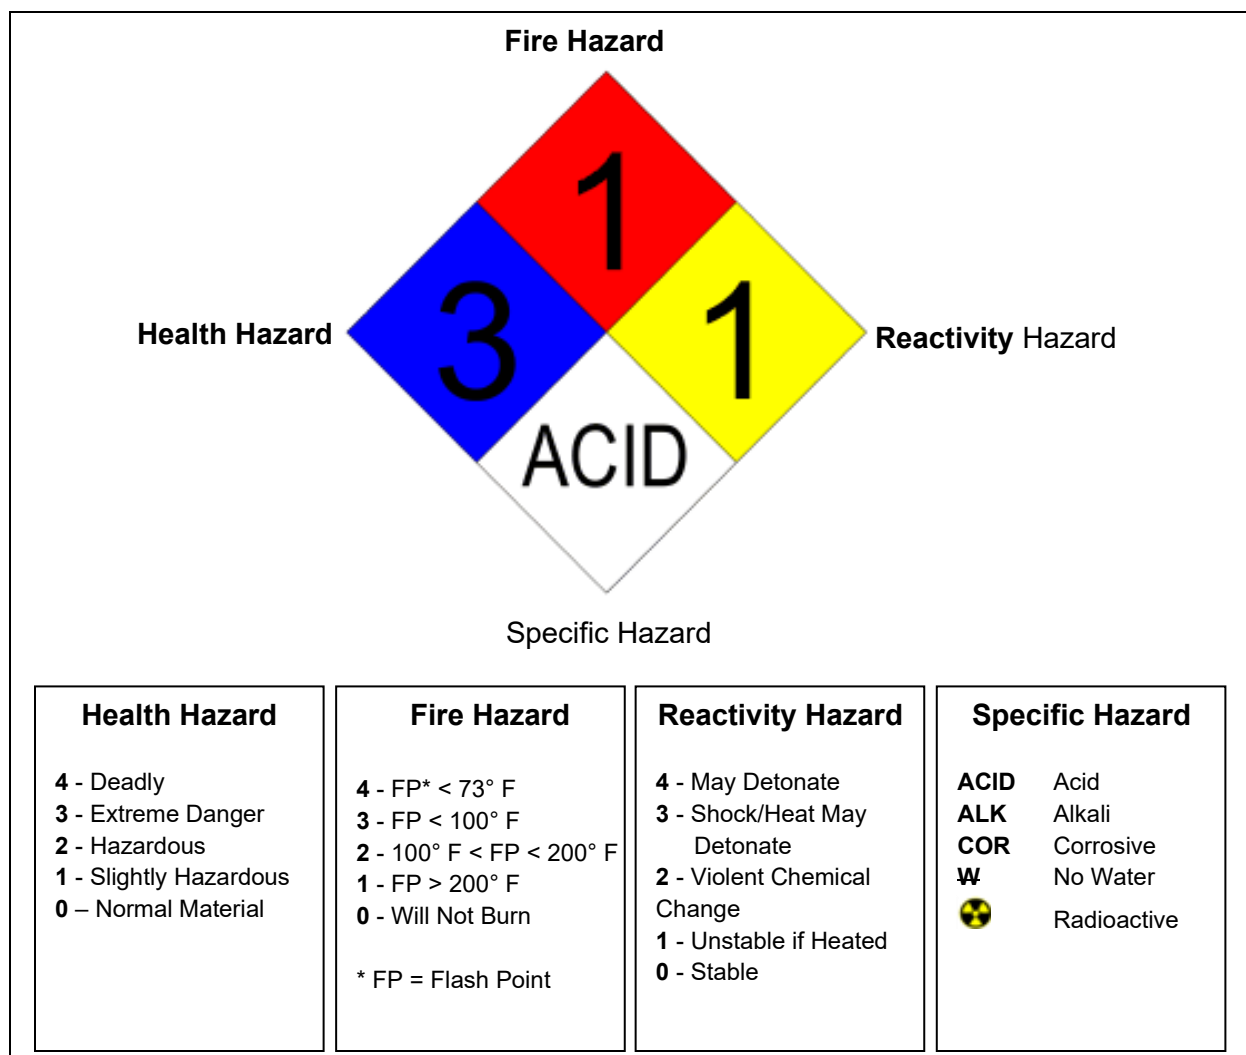 Fire Hazard
1
3
1
Health Hazard
Reactivity Hazard
ACID
Specific Hazard
Health Hazard
4 - Deadly
3 - Extreme Danger
2 - Hazardous
1 - Slightly Hazardous
0 – Normal Material
Fire Hazard
4 - FP* < 73° F
3 - FP < 100° F
2 - 100° F < FP < 200° F
1 - FP > 200° F
0 - Will Not Burn
* FP = Flash Point
Reactivity Hazard
4 - May Detonate
3 - Shock/Heat May
Detonate
2 - Violent Chemical
Change
1 - Unstable if Heated
0 - Stable
Specific Hazard
ACID Acid
ALK Alkali
COR Corrosive
W No Water
Radioactive